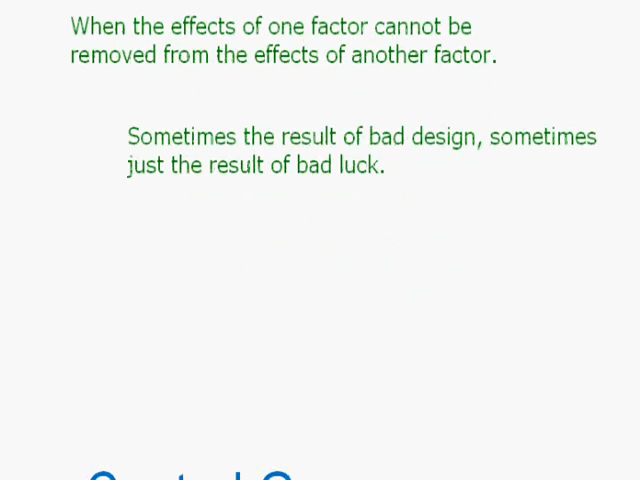 When the effects of one factor cannot be
removed from the effects of another factor.
Sometimes the result of bad design, sometimes
just the result of bad luck.